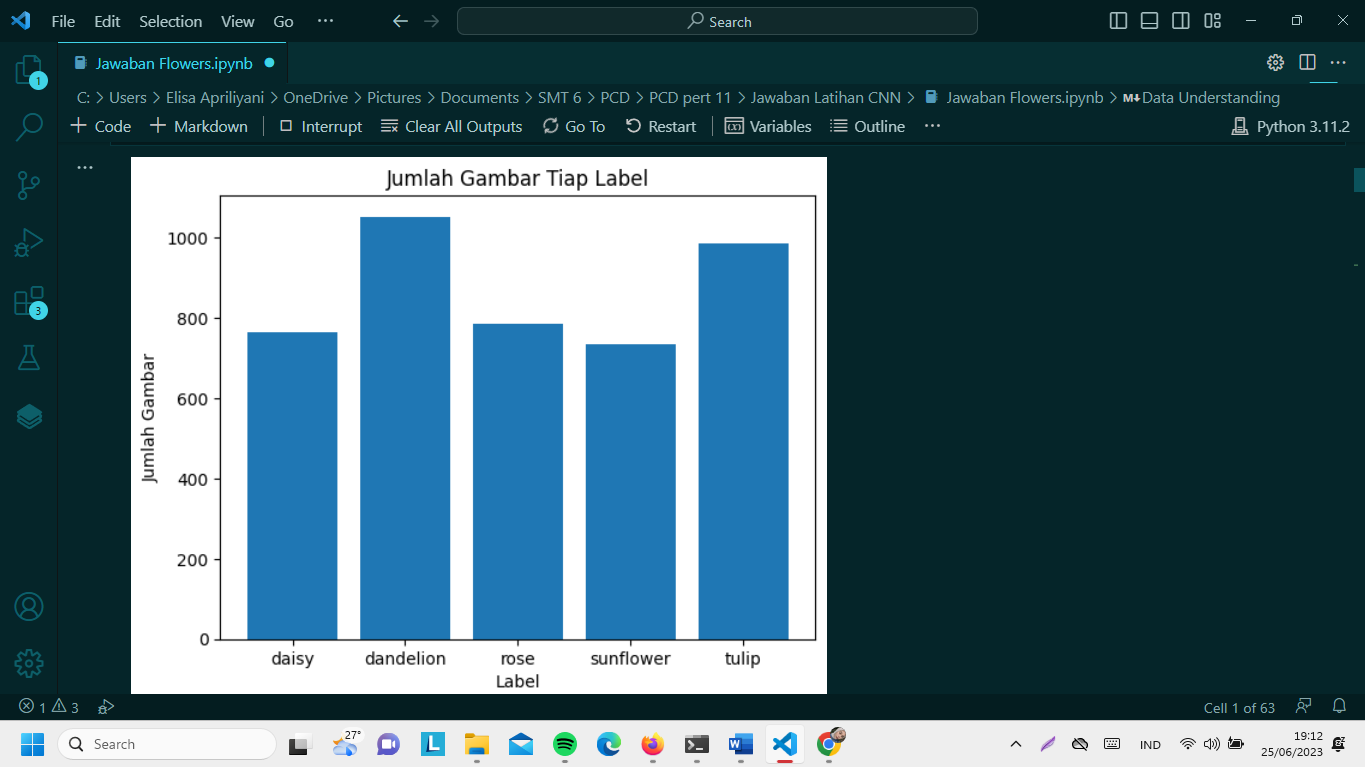 File Edit Selection View Go ···
Search
Jawaban Flowers.ipynb
1
C: > Users > Elisa Apriliyani > OneDrive > Pictures > Documents > SMT 6 > PCD > PCD pert 11 > Jawaban Latihan CNN > Jawaban Flowers.ipynb > M↓Data Understanding
+ Code + Markdown Interrupt Clear All Outputs Go To Restart (x) Variables Outline ··· Python 3.11.2
···
Jumlah Gambar Tiap Label
1000
800
600
400
200
0
Jumlah Gambar
daisy dandelion rose sunflower tulip
Label
3
1 3
Cell 1 of 63
Search
27°
L
W
IND
19:12
25/06/2023